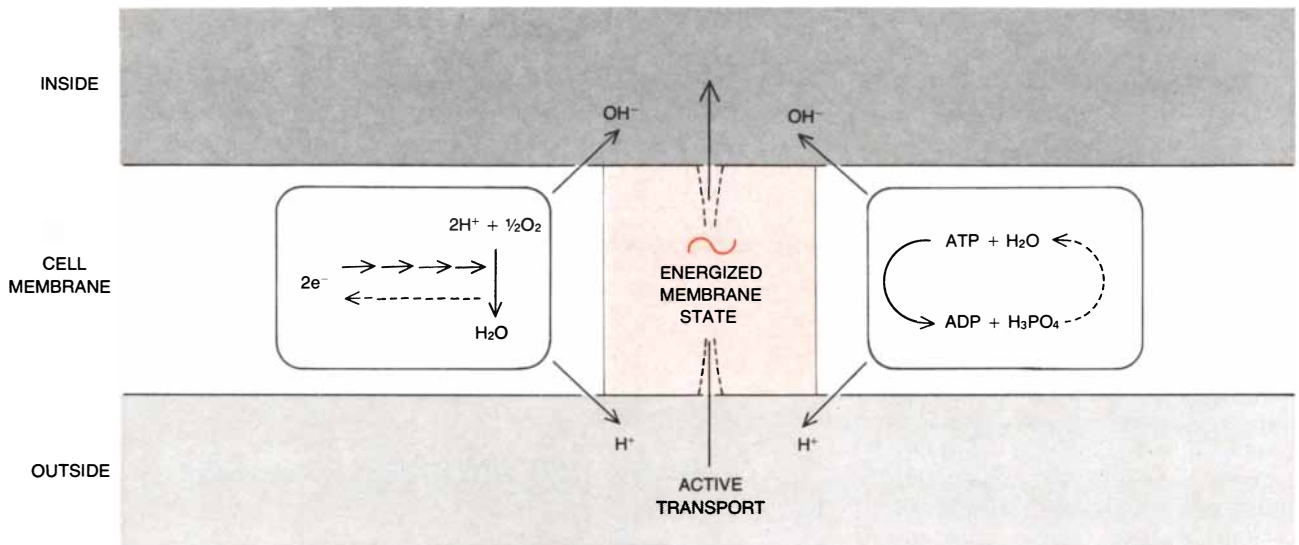 INSIDE
OH⁻
OH⁻
2H⁺ + ½O₂
2e⁻
H₂O
CELL
MEMBRANE
ENERGIZED
MEMBRANE
STATE
ATP + H₂O
ADP + H₃PO₄
H⁺
H⁺
OUTSIDE
ACTIVE
TRANSPORT